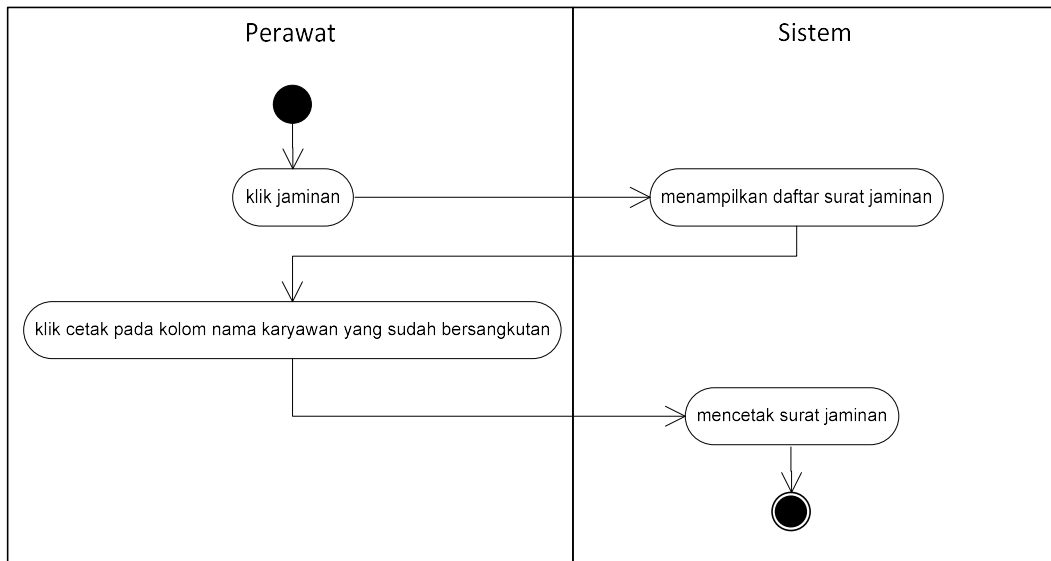 Perawat
Sistem
klik jaminan
menampilkan daftar surat jaminan
klik cetak pada kolom nama karyawan yang sudah bersangkutan
mencetak surat jaminan